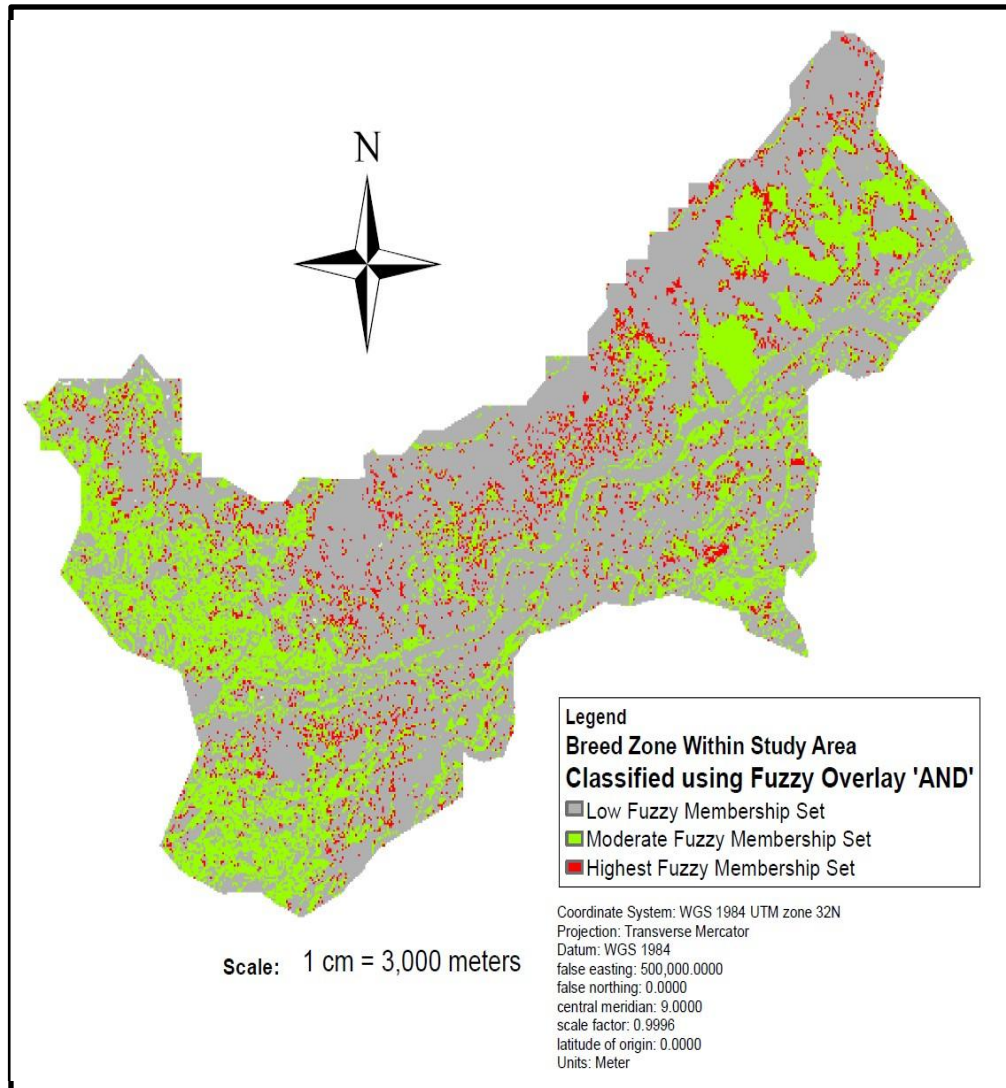 N
Legend
Breed Zone Within Study Area
Classified using Fuzzy Overlay 'AND'
Low Fuzzy Membership Set
Moderate Fuzzy Membership Set
Highest Fuzzy Membership Set
Coordinate System: WGS 1984 UTM zone 32N
Projection: Transverse Mercator
Datum: WGS 1984
false easting: 500,000.0000
false northing: 0.0000
central meridian: 9.0000
scale factor: 0.9996
latitude of origin: 0.0000
Units: Meter
Scale: 1 cm = 3,000 meters